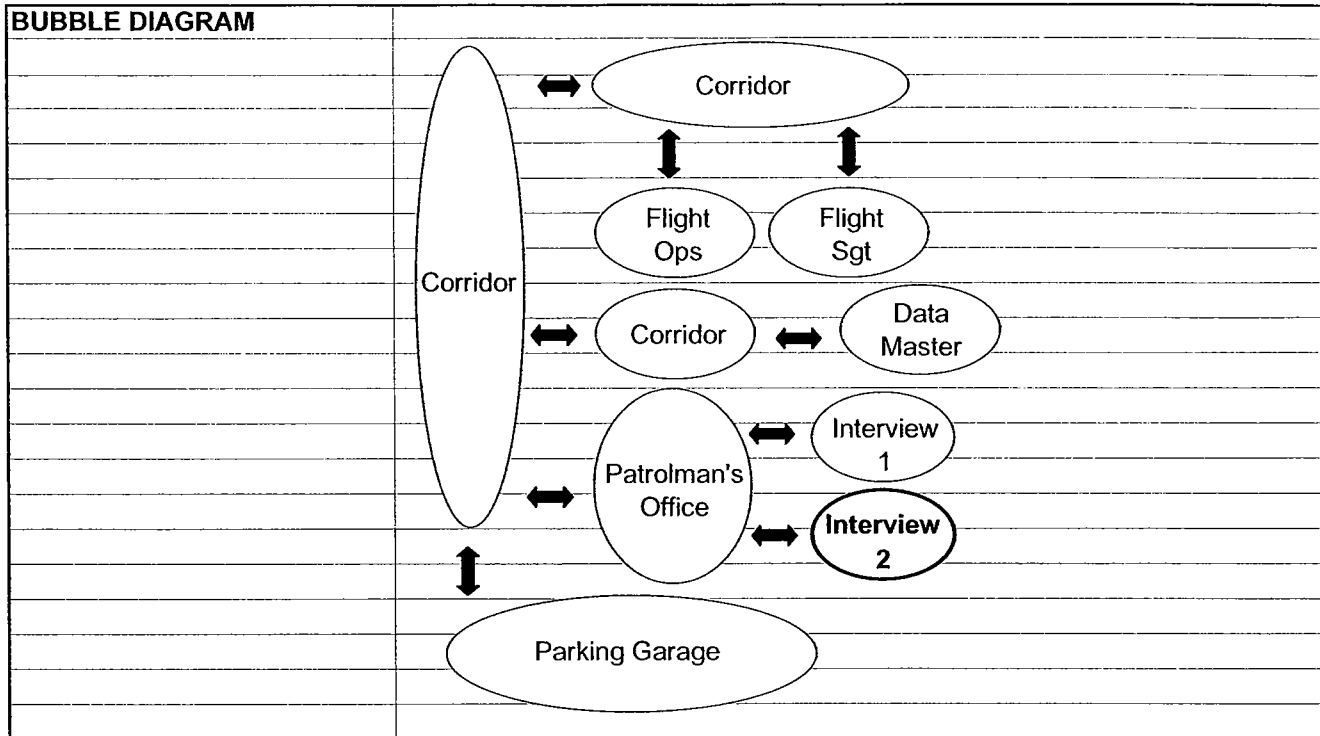 BUBBLE DIAGRAM
Corridor
Flight
Ops
Flight
Sgt
Corridor
Corridor
Data
Master
Interview
1
Patrolman's
Office
Interview
2
Parking Garage